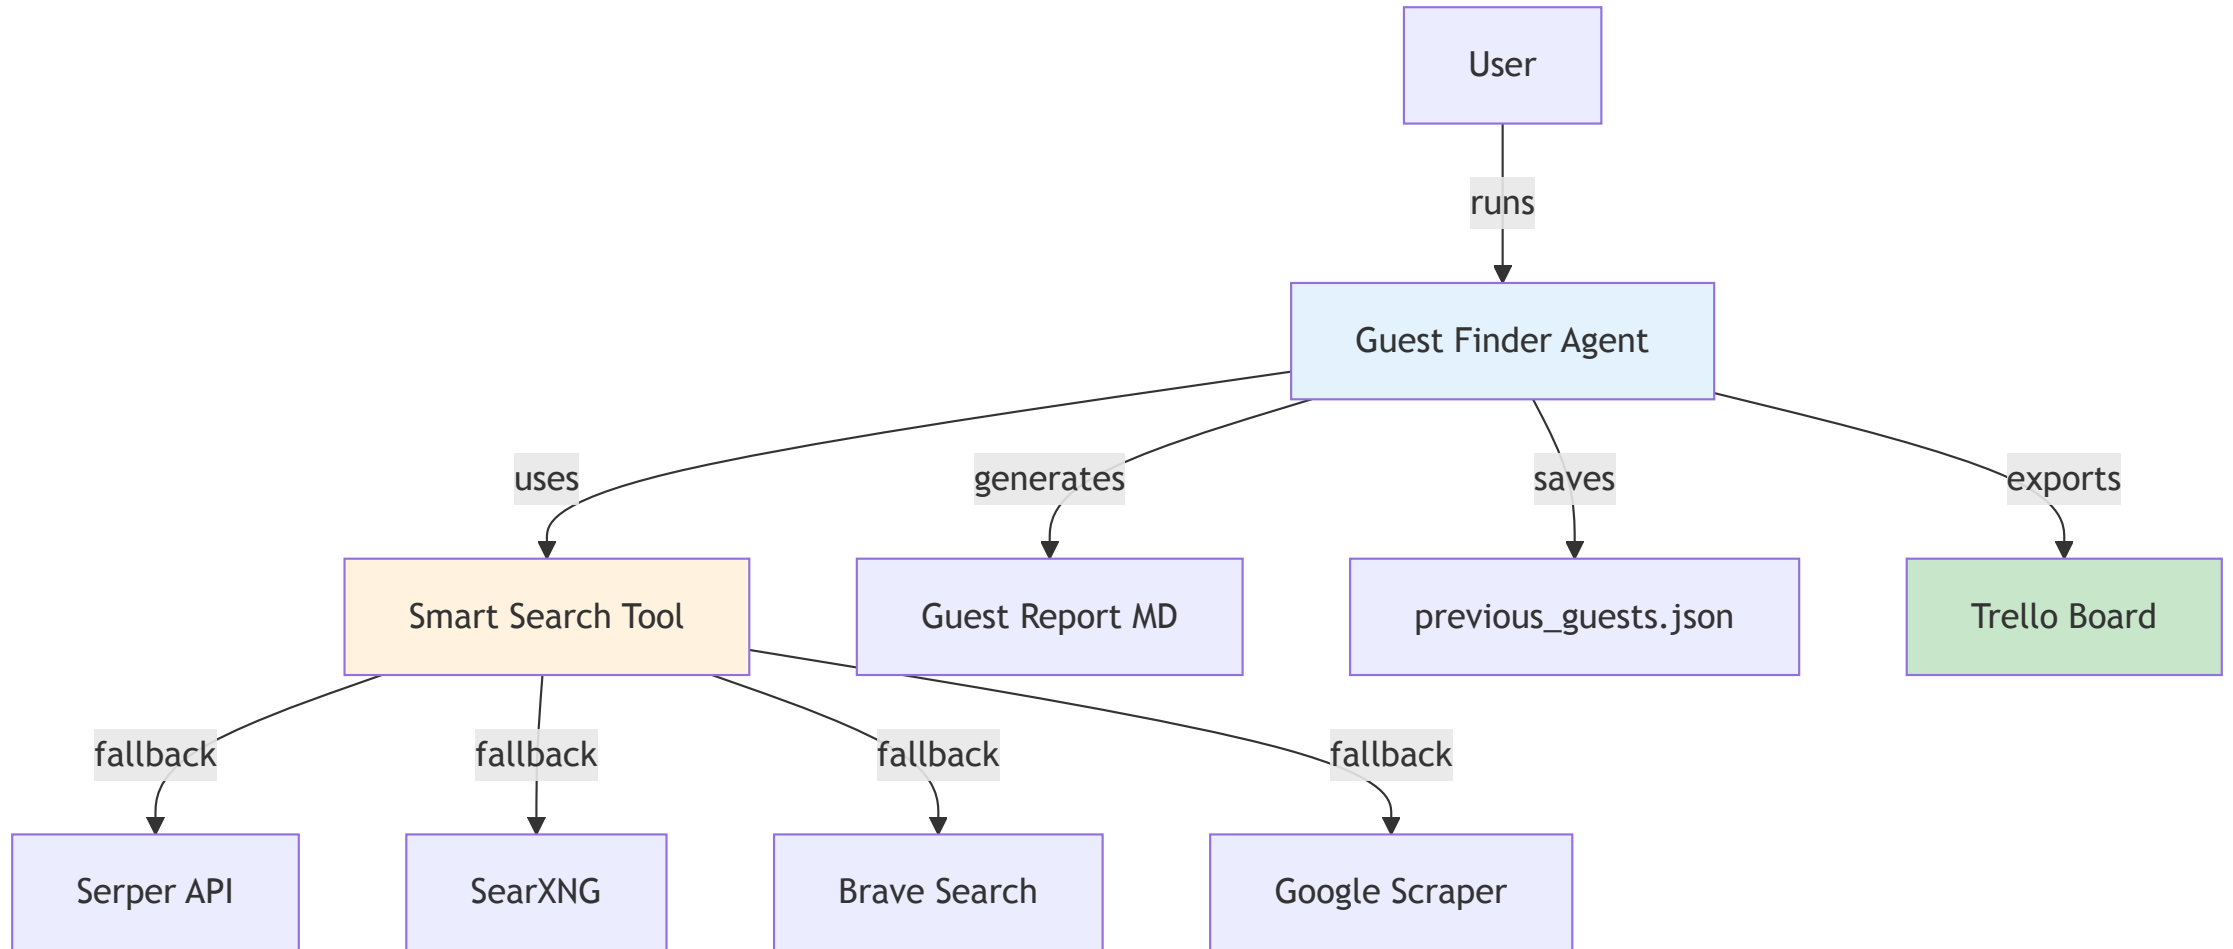 User
runs
Guest Finder Agent
uses
generates
saves
exports
Smart Search Tool
Guest Report MD
previous_guests.json
Trello Board
fallback
fallback
fallback
fallback
Serper API
SearXNG
Brave Search
Google Scraper